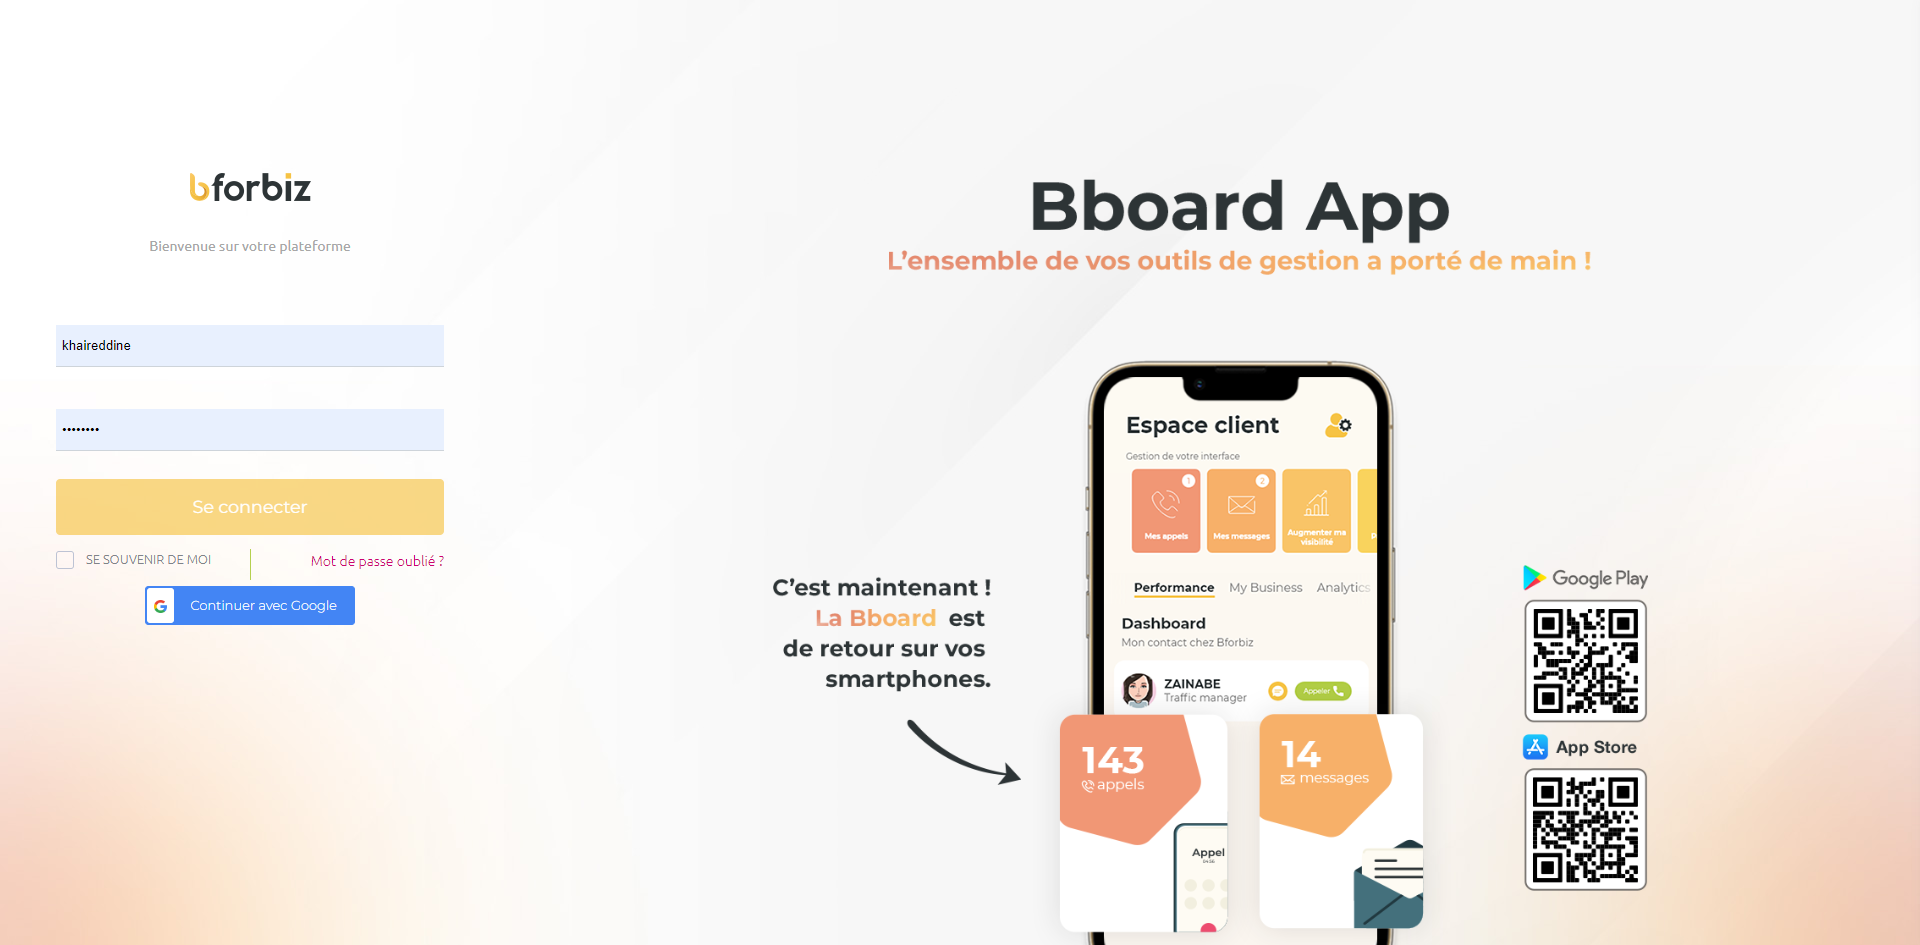 bforbiz
Bienvenue sur votre plateforme
khaireddine
••••••••
Se connecter
SE SOUVENIR DE MOI
Mot de passe oublié ?
Continuer avec Google
Bboard App
L’ensemble de vos outils de gestion a porté de main !
C’est maintenant !
La Bboard est
de retour sur vos
smartphones.
Espace client
Gestion de votre interface
1
Mes appels
2
Mes messages
Augmenter ma
visibilité
P
Performance My Business Analytics
Dashboard
Mon contact chez Bforbiz
ZAINABE
Traffic manager
Appeler
143
appels
Appel
14
messages
Google Play
App Store